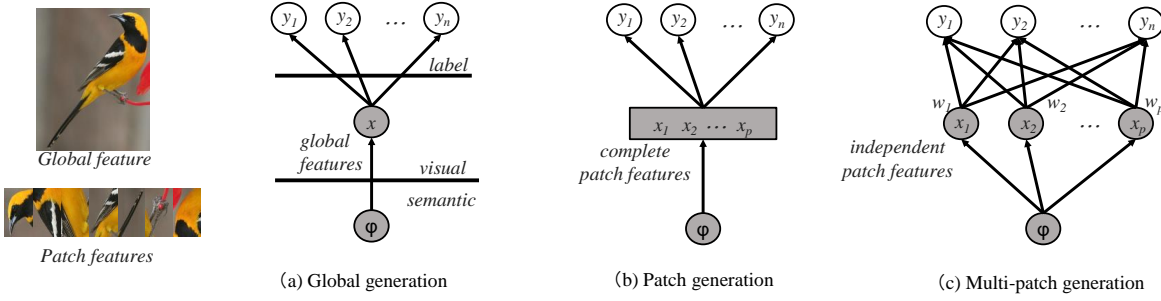 Global feature
Patch features
y1 y2 … yn
label
x
global
features
visual
semantic
φ
(a) Global generation
y1 y2 … yn
x1 x2 … xp
complete
patch features
φ
(b) Patch generation
y1 y2 … yn
w1 w2 wp
x1 x2 … xp
independent
patch features
φ
(c) Multi-patch generation